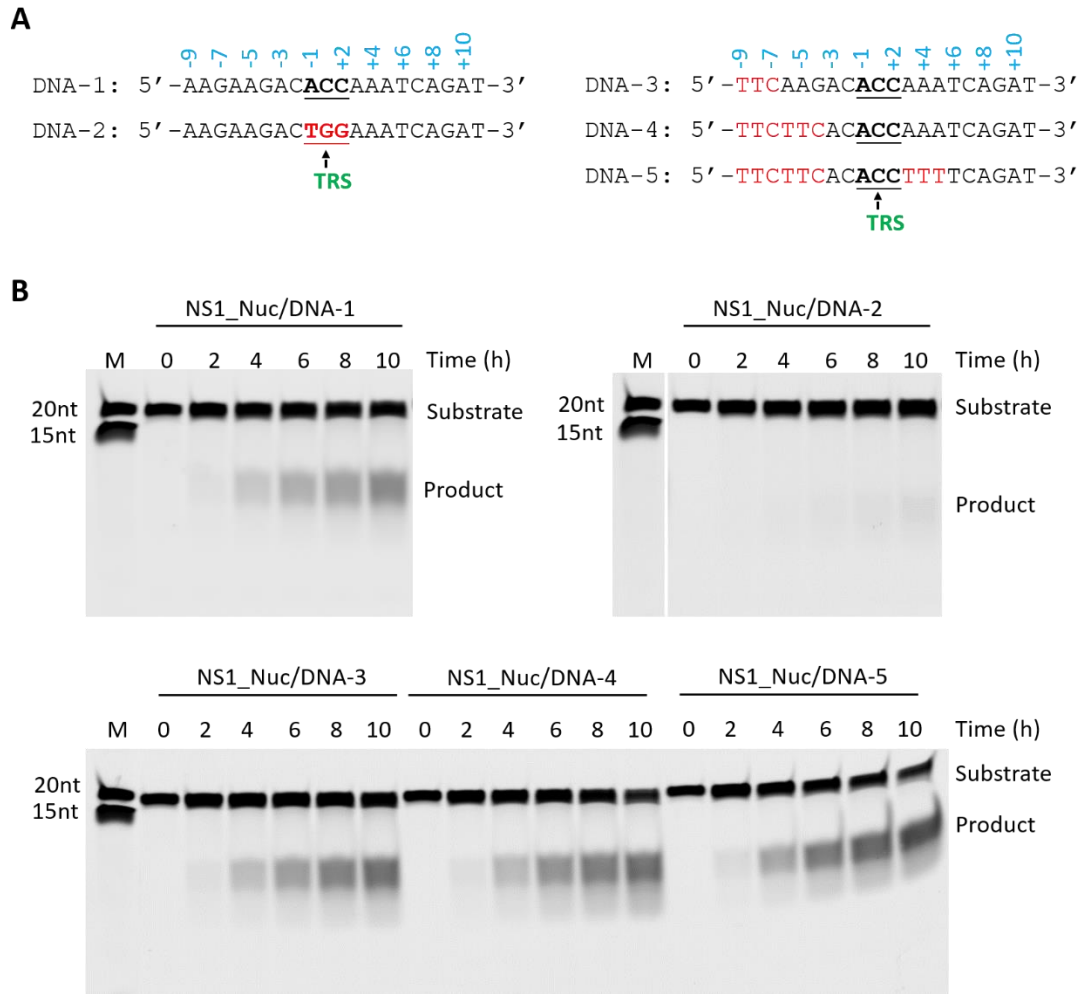 A
-9 -7 -5 -3 -1 +2 +4 +6 +8 +10
DNA-1: 5′-AAGAAGACACCAAATCAGAT-3′
DNA-2: 5′-AAGAAGACTGGAAATCAGAT-3′
TRS
-9 -7 -5 -3 -1 +2 +4 +6 +8 +10
DNA-3: 5′-TTCAAGACACCAAATCAGAT-3′
DNA-4: 5′-TTCTTCACACCAAATCAGAT-3′
DNA-5: 5′-TTCTTCACACCTTTTCAGAT-3′
TRS
B
NS1_Nuc/DNA-1
M 0 2 4 6 8 10 Time (h)
20nt Substrate
15nt
Product
NS1_Nuc/DNA-2
M 0 2 4 6 8 10 Time (h)
20nt Substrate
15nt
Product
NS1_Nuc/DNA-3 NS1_Nuc/DNA-4 NS1_Nuc/DNA-5
M 0 2 4 6 8 10 0 2 4 6 8 10 0 2 4 6 8 10 Time (h)
20nt Substrate
15nt Product